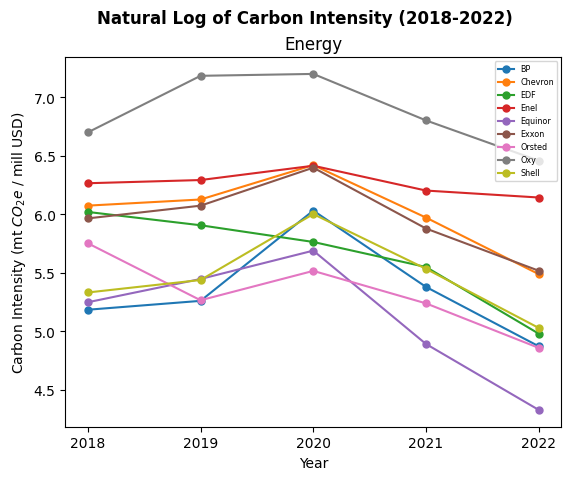 Natural Log of Carbon Intensity (2018-2022)
Energy
Carbon Intensity (mt CO2e / mill USD)
7.0
6.5
6.0
5.5
5.0
4.5
BP
Chevron
EDF
Enel
Equinor
Exxon
Orsted
Oxy
Shell
2018 2019 2020 2021 2022
Year